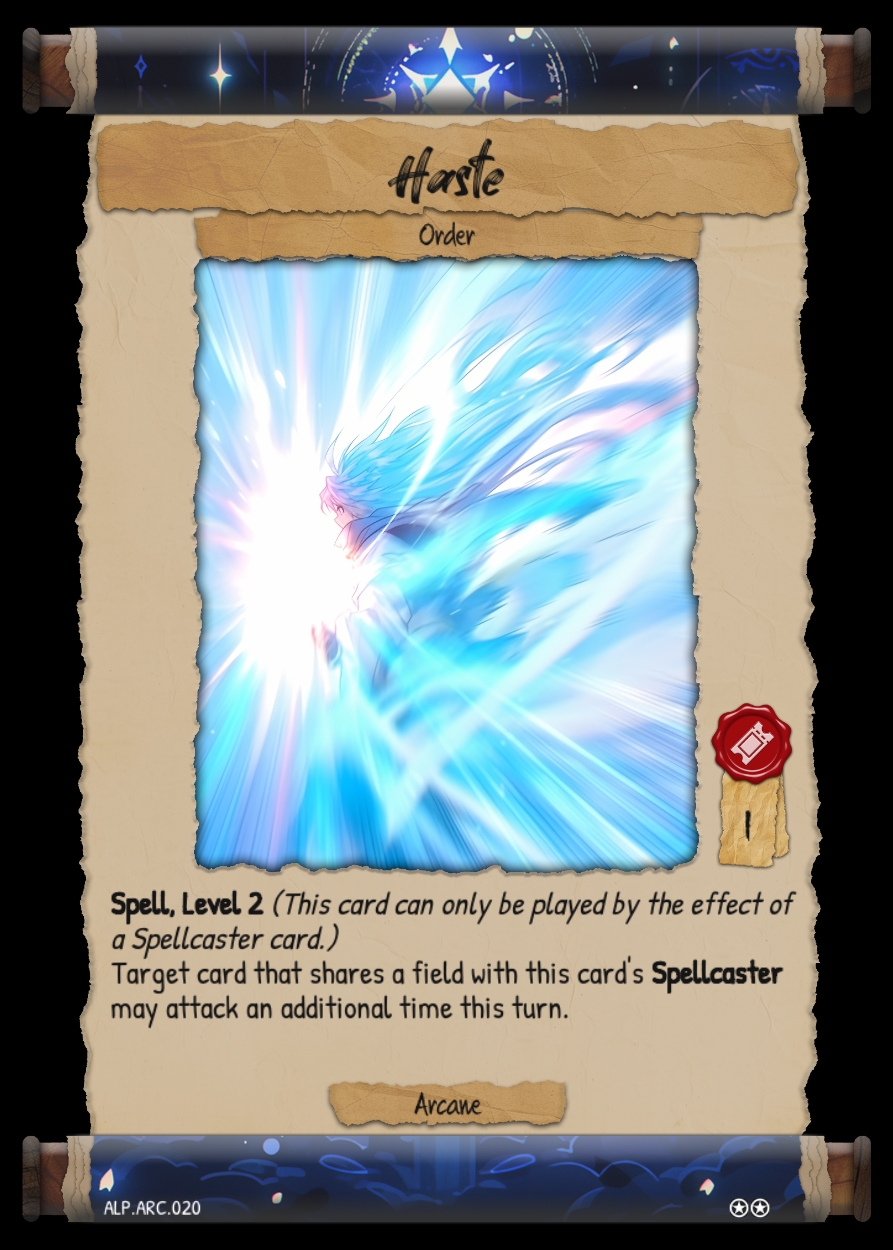 Haste
Order
1
Spell, Level 2 (This card can only be played by the effect of
a Spellcaster card.)
Target card that shares a field with this card's Spellcaster
may attack an additional time this turn.
Arcane
ALP.ARC.020